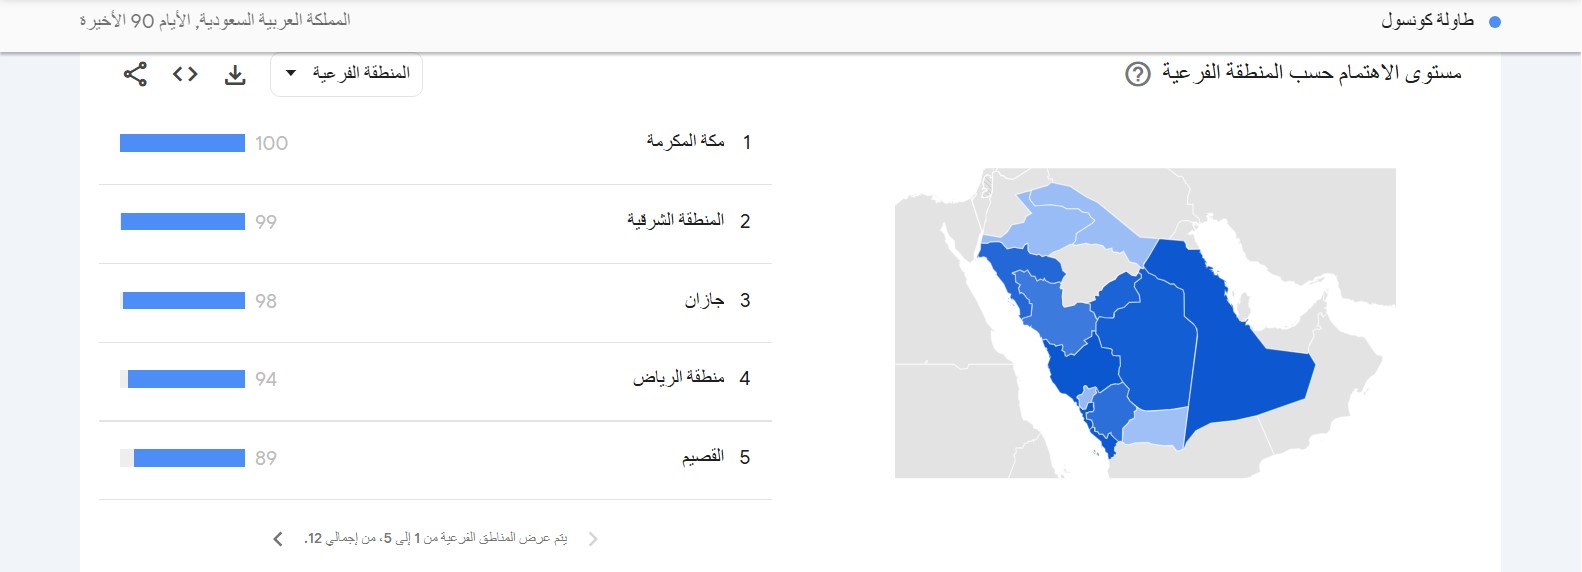 طاولة كونسول
المملكة العربية السعودية, الأيام 90 الأخيرة
مستوى الاهتمام حسب المنطقة الفرعية
المنطقة الفرعية
1 مكة المكرمة 100
2 المنطقة الشرقية 99
3 جازان 98
4 منطقة الرياض 94
5 القصيم 89
يتم عرض المناطق الفرعية من 1 إلى 5، من إجمالي 12.